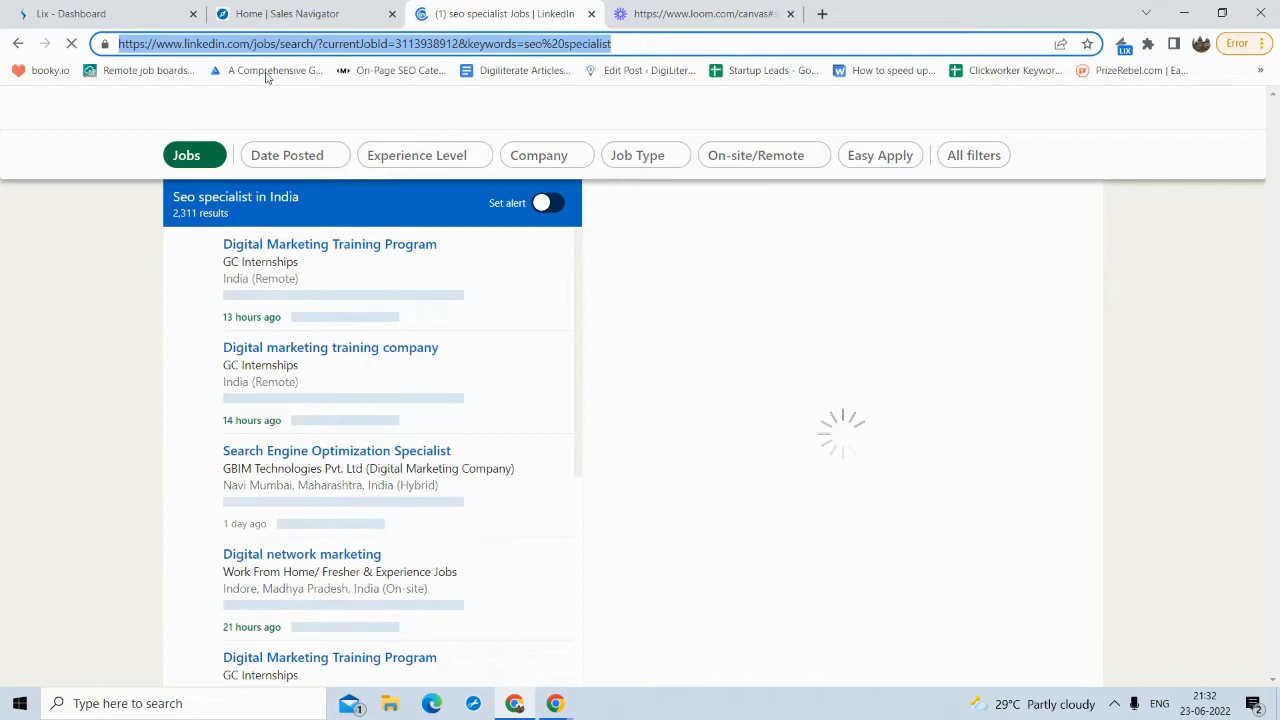 Lix - Dashboard
Home | Sales Navigator
(1) seo specialist Jobs | LinkedIn
https://www.loom.com/canvas#s
https://www.linkedin.com/jobs/search/?currentJobId=3113938912&keywords=seo%20specialist
LIX
Error
booky.io
Remote job boards...
A Comprehensive G...
On-Page SEO Cate...
Digiliterate Articles...
Edit Post ‹ DigiLiter...
Startup Leads - Go...
How to speed up...
Clickworker Keywor...
PrizeRebel.com | Ea...
»
Jobs
Date Posted
Experience Level
Company
Job Type
On-site/Remote
Easy Apply
All filters
Seo specialist in India
2,311 results
Set alert
Digital Marketing Training Program
GC Internships
India (Remote)
13 hours ago
Digital marketing training company
GC Internships
India (Remote)
14 hours ago
Search Engine Optimization Specialist
GBIM Technologies Pvt. Ltd (Digital Marketing Company)
Navi Mumbai, Maharashtra, India (Hybrid)
1 day ago
Digital network marketing
Work From Home/ Fresher & Experience Jobs
Indore, Madhya Pradesh, India (On-site)
21 hours ago
Digital Marketing Training Program
GC Internships
Type here to search
1
29°C Partly cloudy
ENG
21:32
23-06-2022
2